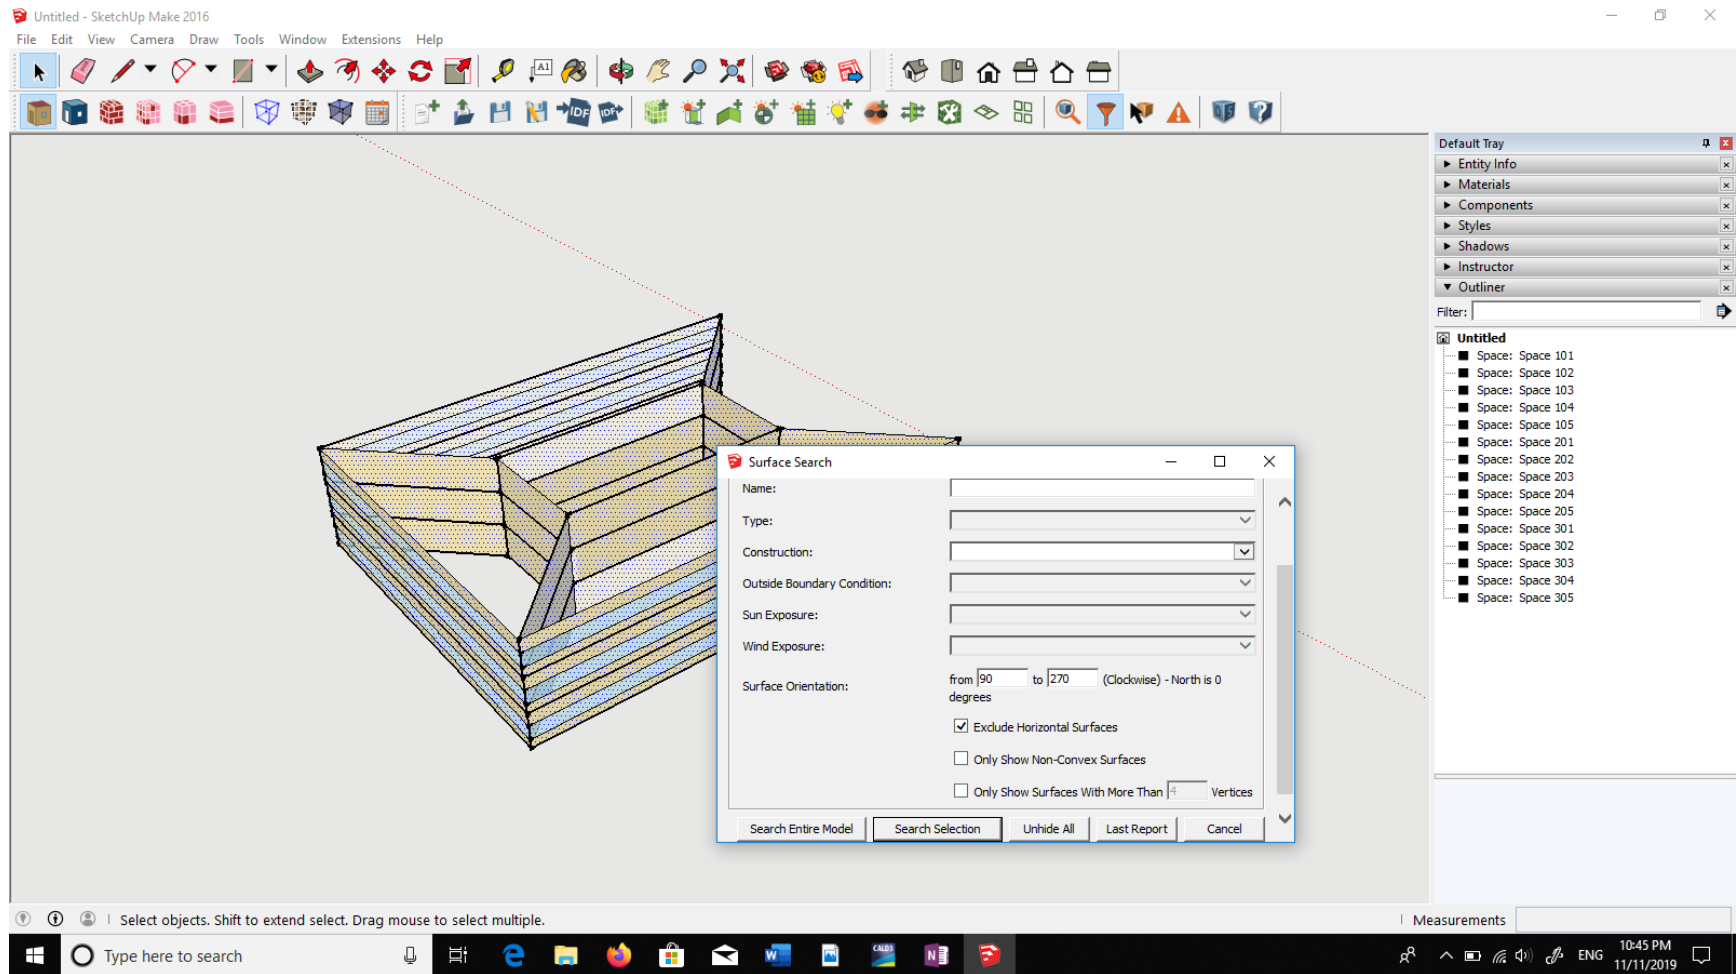 Untitled - SketchUp Make 2016
File Edit View Camera Draw Tools Window Extensions Help
A1
IDF IDF
Default Tray
Entity Info
Materials
Components
Styles
Shadows
Instructor
Outliner
Filter:
Untitled
Space: Space 101
Space: Space 102
Space: Space 103
Space: Space 104
Space: Space 105
Space: Space 201
Space: Space 202
Space: Space 203
Space: Space 204
Space: Space 205
Space: Space 301
Space: Space 302
Space: Space 303
Space: Space 304
Space: Space 305
Surface Search
Name:
Type:
Construction:
Outside Boundary Condition:
Sun Exposure:
Wind Exposure:
Surface Orientation:
from 90 to 270 (Clockwise) - North is 0
degrees
Exclude Horizontal Surfaces
Only Show Non-Convex Surfaces
Only Show Surfaces With More Than 4 Vertices
Search Entire Model Search Selection Unhide All Last Report Cancel
Select objects. Shift to extend select. Drag mouse to select multiple.
Measurements
Type here to search
CALD3
ENG
10:45 PM
11/11/2019